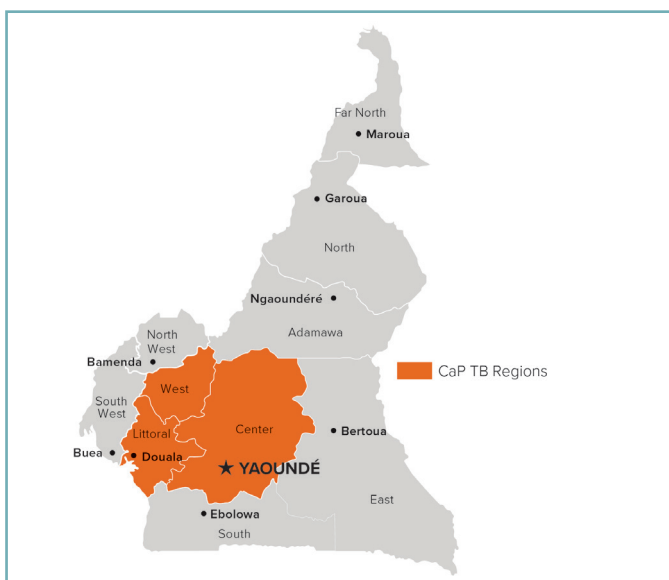 Far North
Maroua
Garoua
North
Ngaoundéré
Adamawa
North
West
Bamenda
West
CaP TB Regions
South
West
Littoral
Center
Bertoua
Buea
Douala
YAOUNDÉ
East
Ebolowa
South